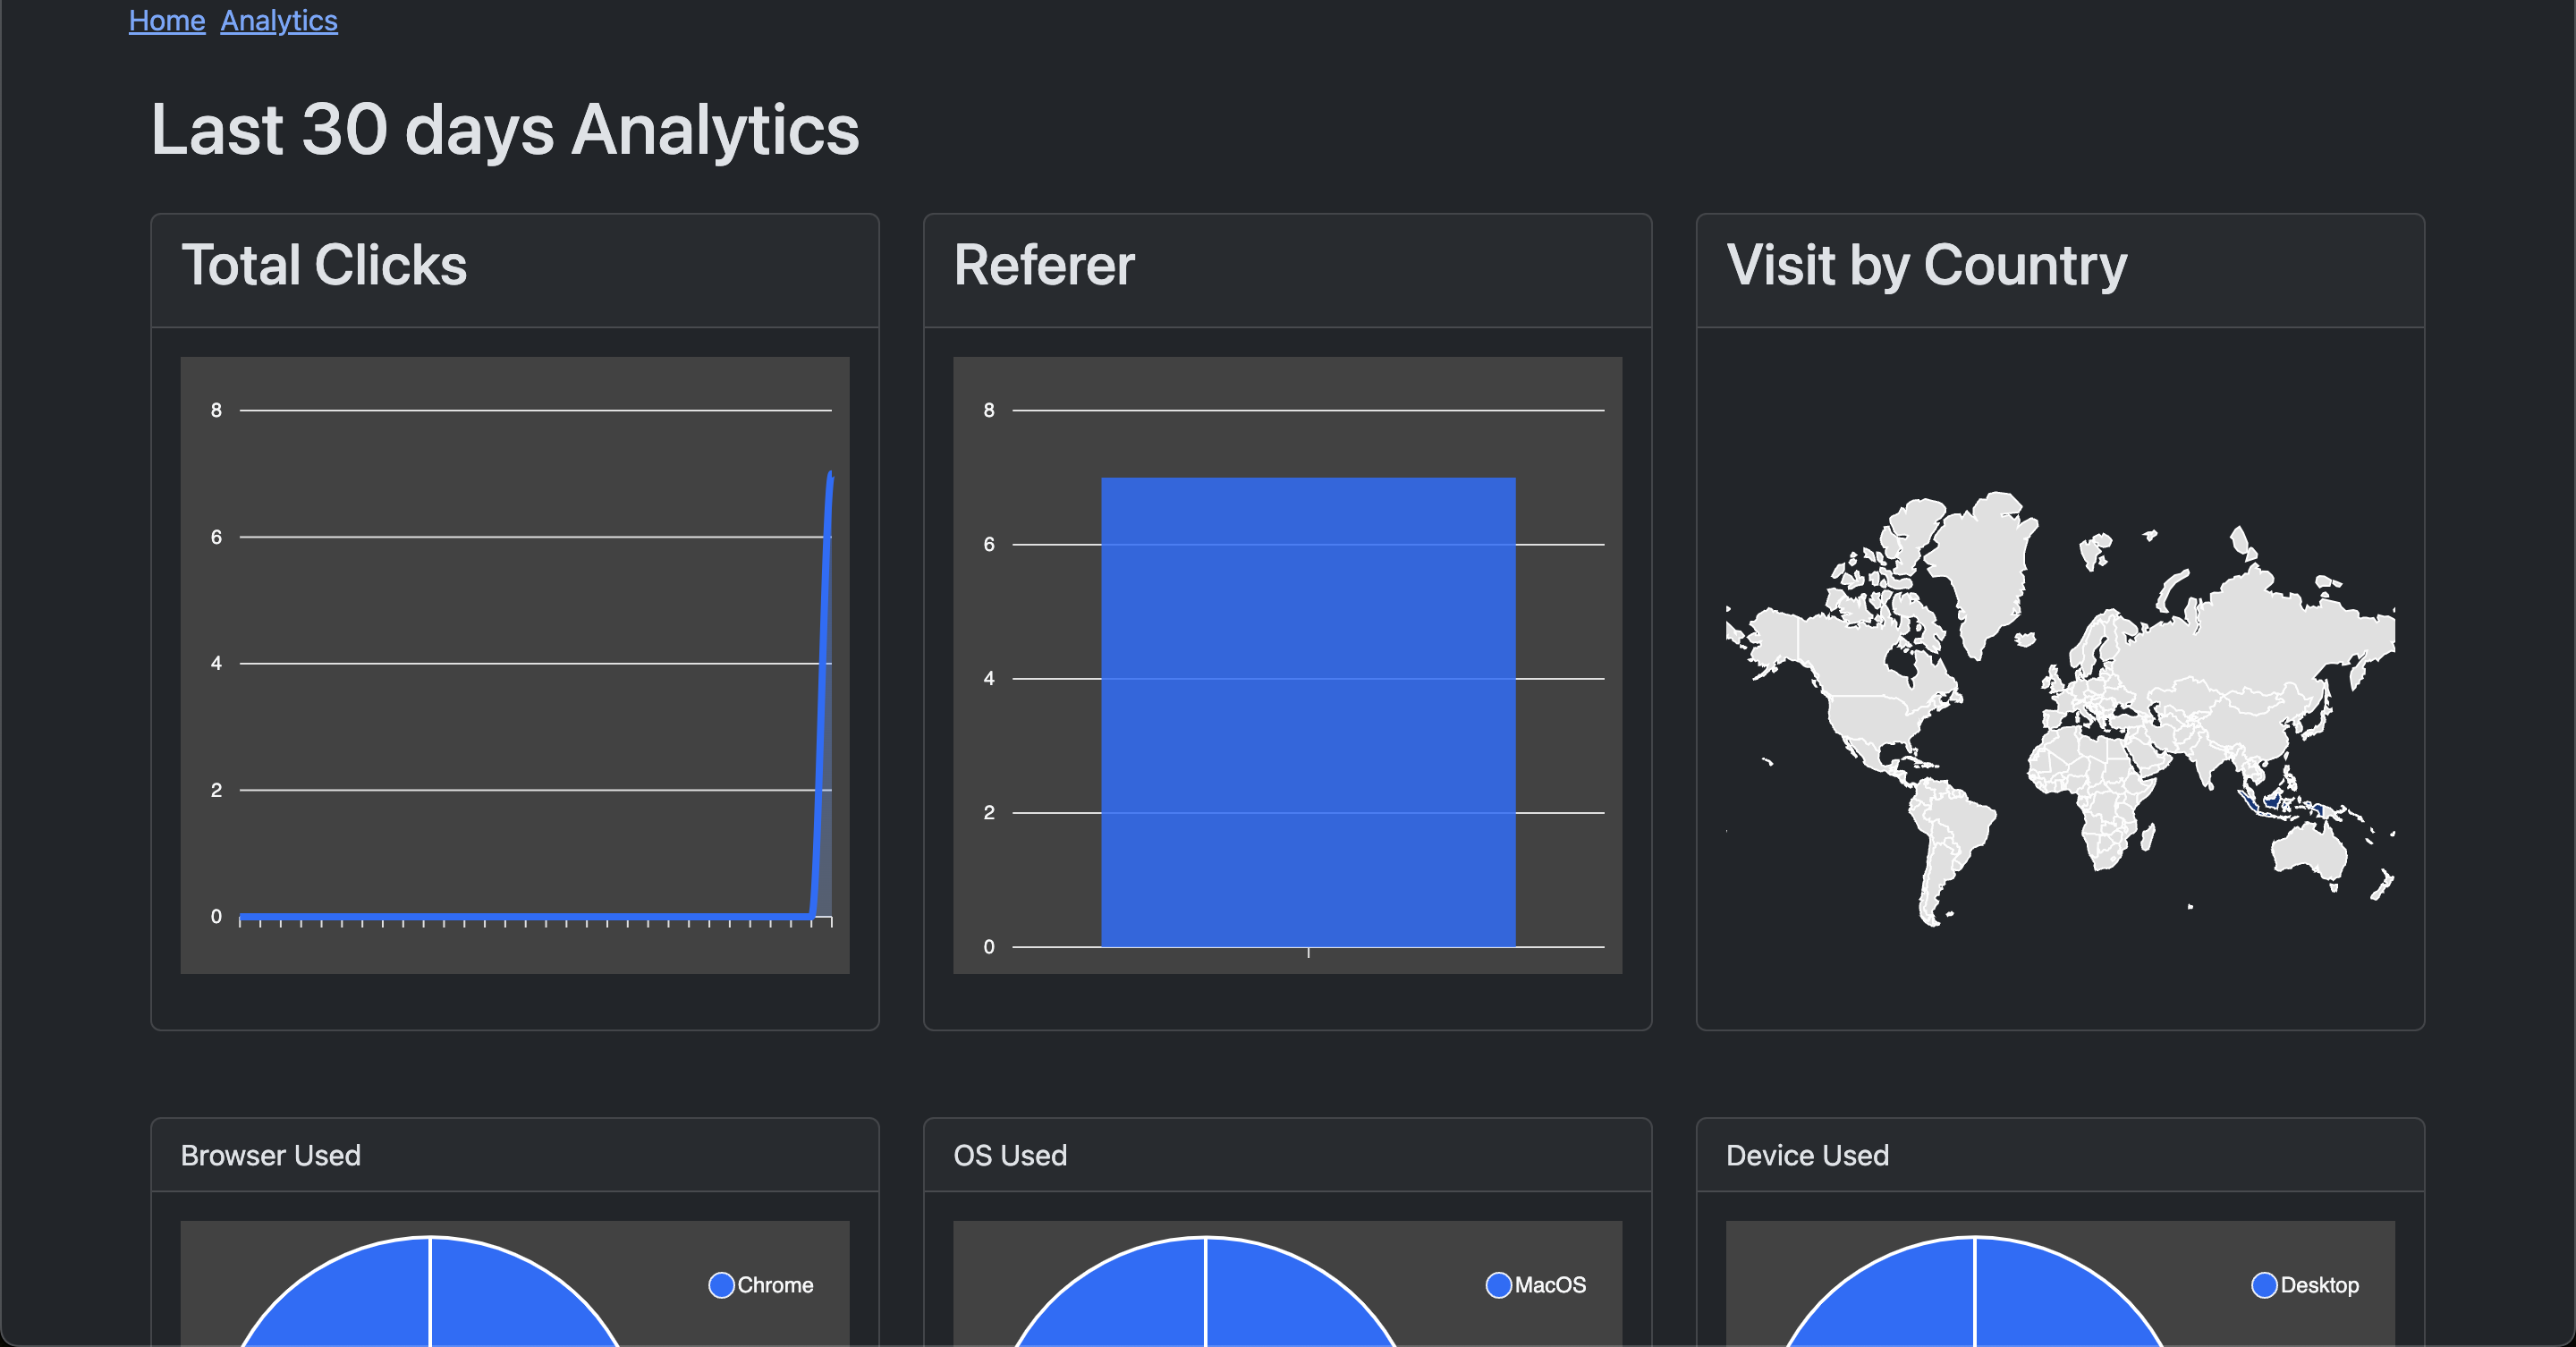 Home Analytics
Last 30 days Analytics
Total Clicks
8
6
4
2
0
Referer
8
6
4
2
0
Visit by Country
Browser Used
Chrome
OS Used
MacOS
Device Used
Desktop